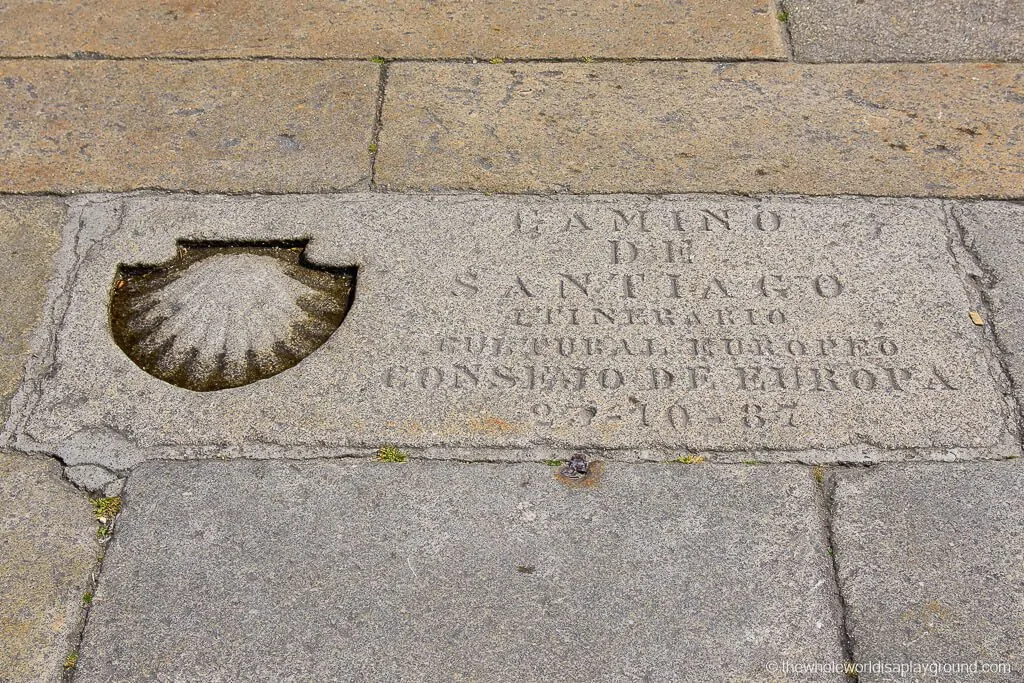 CAMINO
DE
SANTIAGO
ITINERARIO
CULTURAL EUROPEO
CONSEJO DE EUROPA
23-10-87
© thewholeworldisaplayground.com